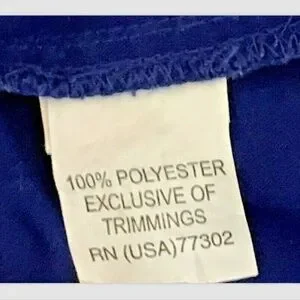 100% POLYESTER
EXCLUSIVE OF
TRIMMINGS
RN (USA)77302